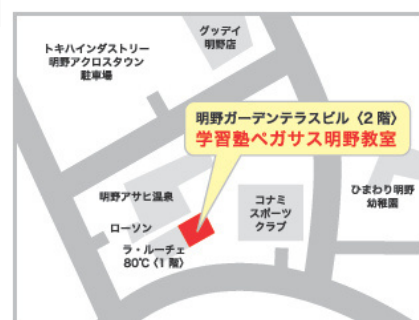 グッデイ
明野店
トキハインダストリー
明野アクロスタウン
駐車場
明野ガーデンテラスビル〈2階〉
学習塾ペガサス明野教室
明野アサヒ温泉
コナミ
スポーツ
クラブ
ひまわり明野
幼稚園
ローソン
ラ・ルーチェ
80℃〈1階〉